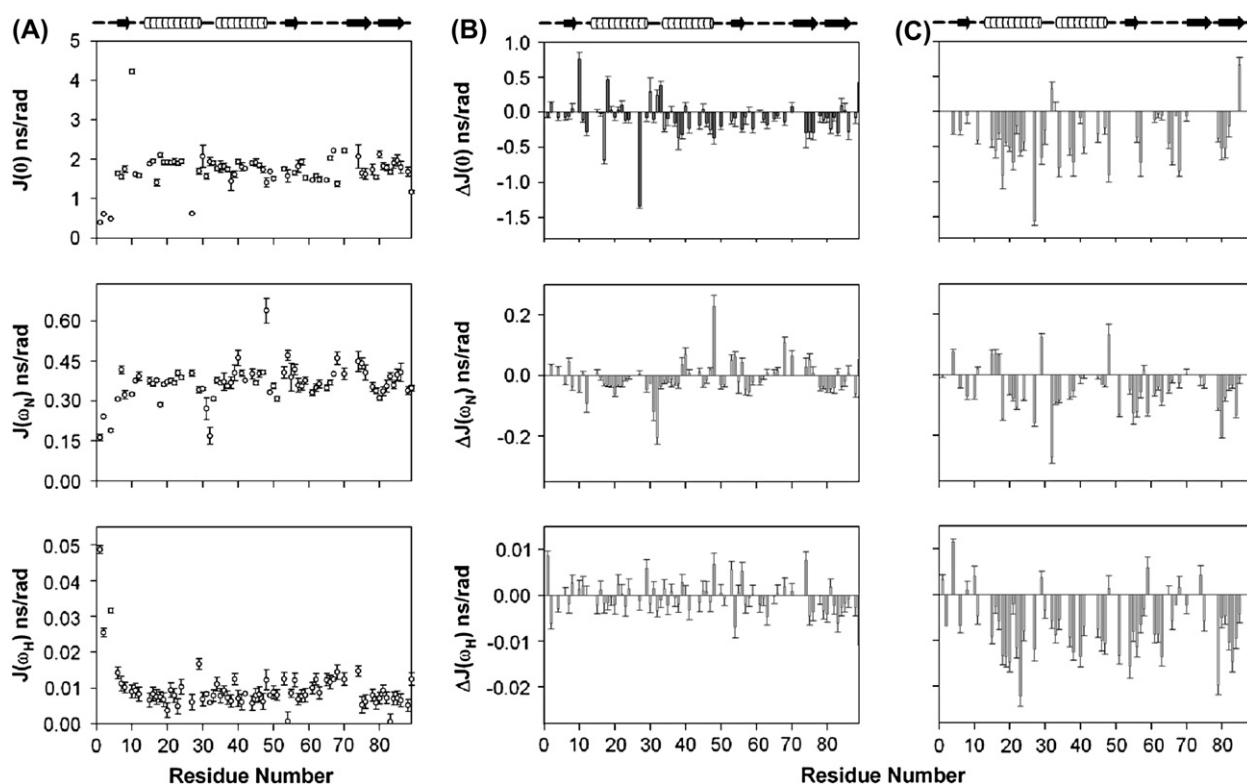 (A)
J(0) ns/rad
5
4
3
2
1
0
0.60
0.45
0.30
0.15
0.00
J(ωN) ns/rad
0.05
0.04
0.03
0.02
0.01
0.00
J(ωH) ns/rad
0 10 20 30 40 50 60 70 80
Residue Number
(B)
ΔJ(0) ns/rad
1.0
0.5
0.0
-0.5
-1.0
-1.5
ΔJ(ωN) ns/rad
0.2
0.0
-0.2
ΔJ(ωH) ns/rad
0.01
0.00
-0.01
-0.02
0 10 20 30 40 50 60 70 80
(C)
0 10 20 30 40 50 60 70 80
Residue Number